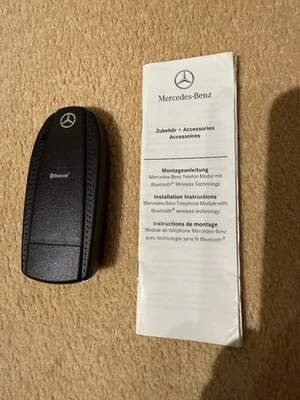 Bluetooth®
Mercedes-Benz
Zubehör • Accessories
Accessoires
Montageanleitung
Mercedes-Benz Telefon Modul mit
Bluetooth® Wireless Technology
Installation Instructions
Mercedes-Benz Telephone Module with
Bluetooth® wireless technology
Instructions de montage
Module de téléphone Mercedes-Benz
avec technologie sans fil Bluetooth®